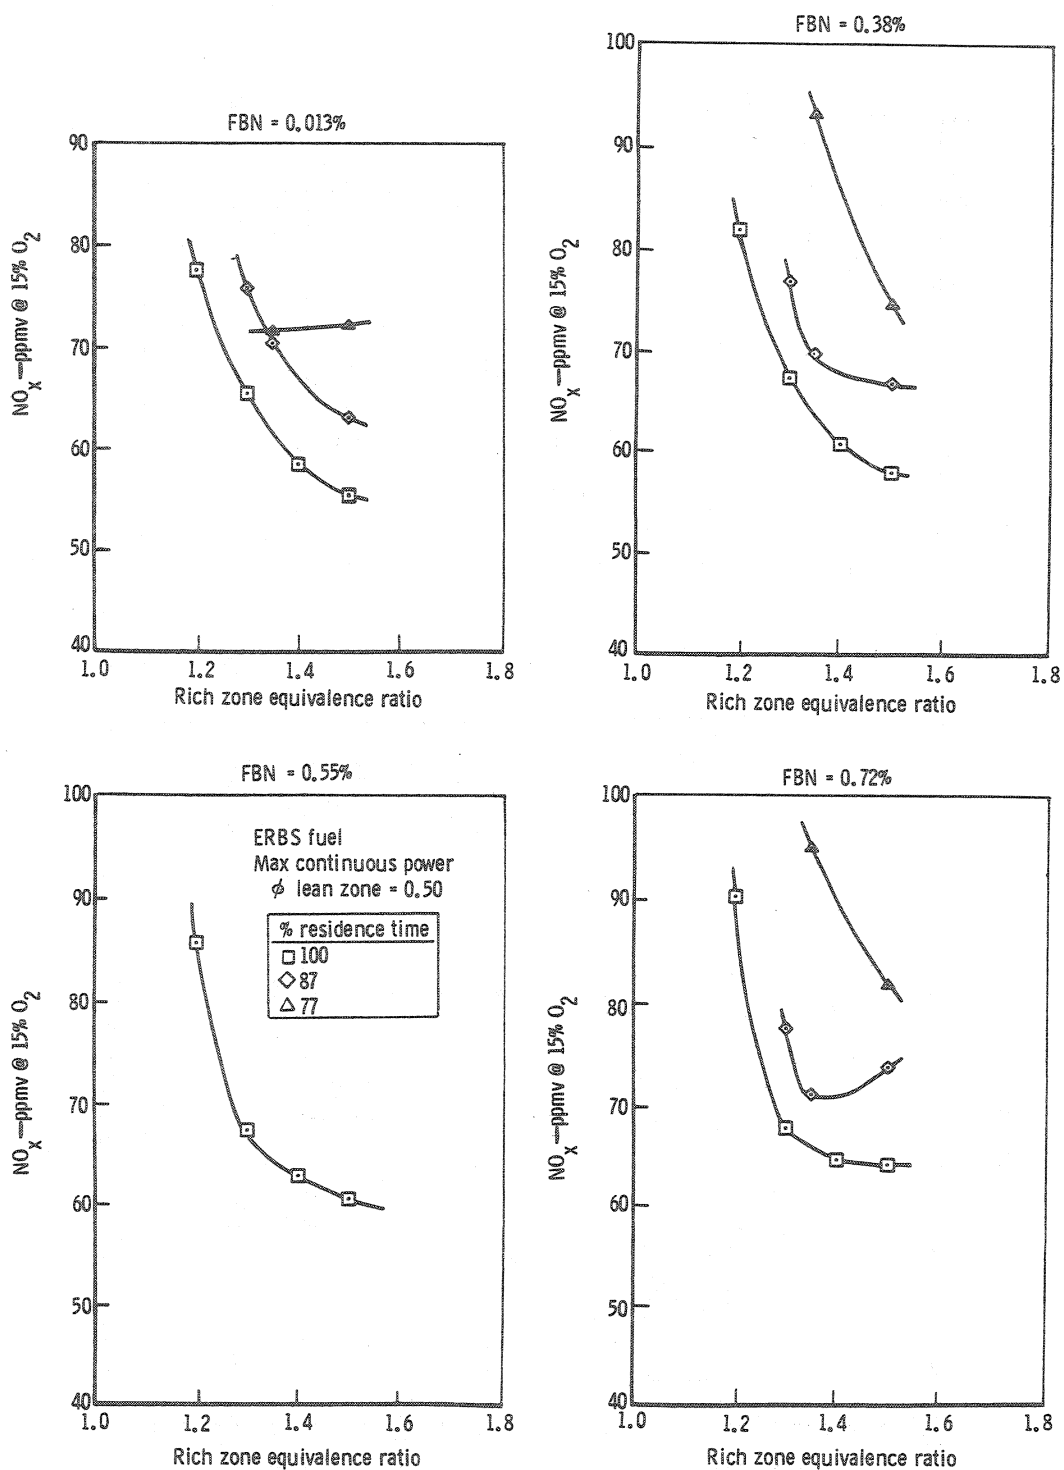 FBN = 0.013%
90
80
70
60
50
40
1.0 1.2 1.4 1.6 1.8
NOx—ppmv @ 15% O2
Rich zone equivalence ratio
FBN = 0.38%
100
90
80
70
60
50
40
1.0 1.2 1.4 1.6 1.8
NOx—ppmv @ 15% O2
Rich zone equivalence ratio
FBN = 0.55%
100
90
80
70
60
50
40
1.0 1.2 1.4 1.6 1.8
NOx—ppmv @ 15% O2
Rich zone equivalence ratio
ERBS fuel
Max continuous power
ϕ lean zone = 0.50
% residence time
100
87
77
FBN = 0.72%
100
90
80
70
60
50
40
1.0 1.2 1.4 1.6 1.8
NOx—ppmv @ 15% O2
Rich zone equivalence ratio